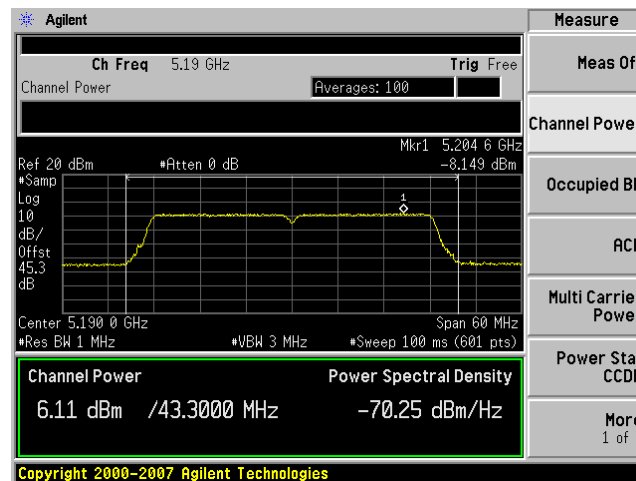 Agilent
Measure
Ch Freq 5.19 GHz Trig Free
Channel Power Averages: 100
Meas Of
Channel Powe
Occupied B
AC
Multi Carrie
Powe
Power Sta
CCD
More
1 of
Mkr1 5.204 6 GHz
Ref 20 dBm #Atten 0 dB -8.149 dBm
#Samp
Log
10
dB/
Offst
45.3
dB
1
Center 5.190 0 GHz Span 60 MHz
#Res BW 1 MHz #VBW 3 MHz #Sweep 100 ms (601 pts)
Channel Power Power Spectral Density
6.11 dBm /43.3000 MHz -70.25 dBm/Hz
Copyright 2000-2007 Agilent Technologies